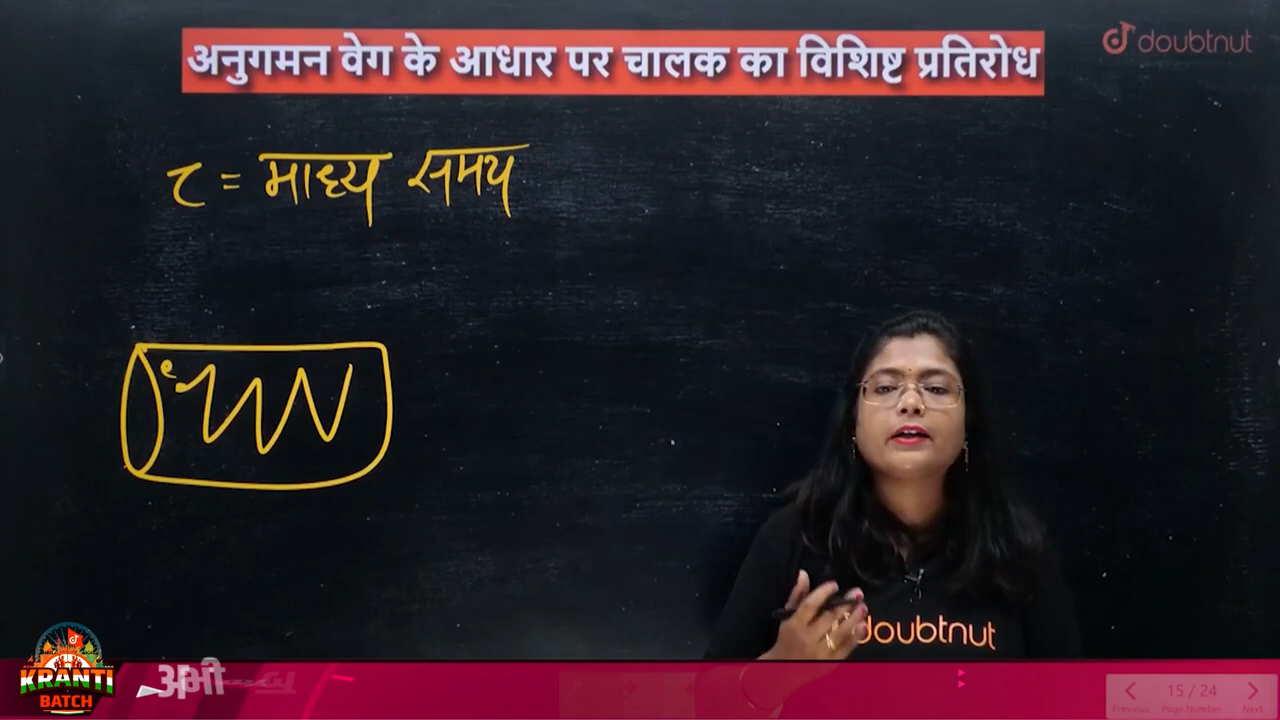 अनुगमन वेग के आधार पर चालक का विशिष्ट प्रतिरोध
doubtnut
τ = माध्य समय
e
doubtnut
KRANTI
BATCH
अभी
15 / 24
Previous
Page Number
Next